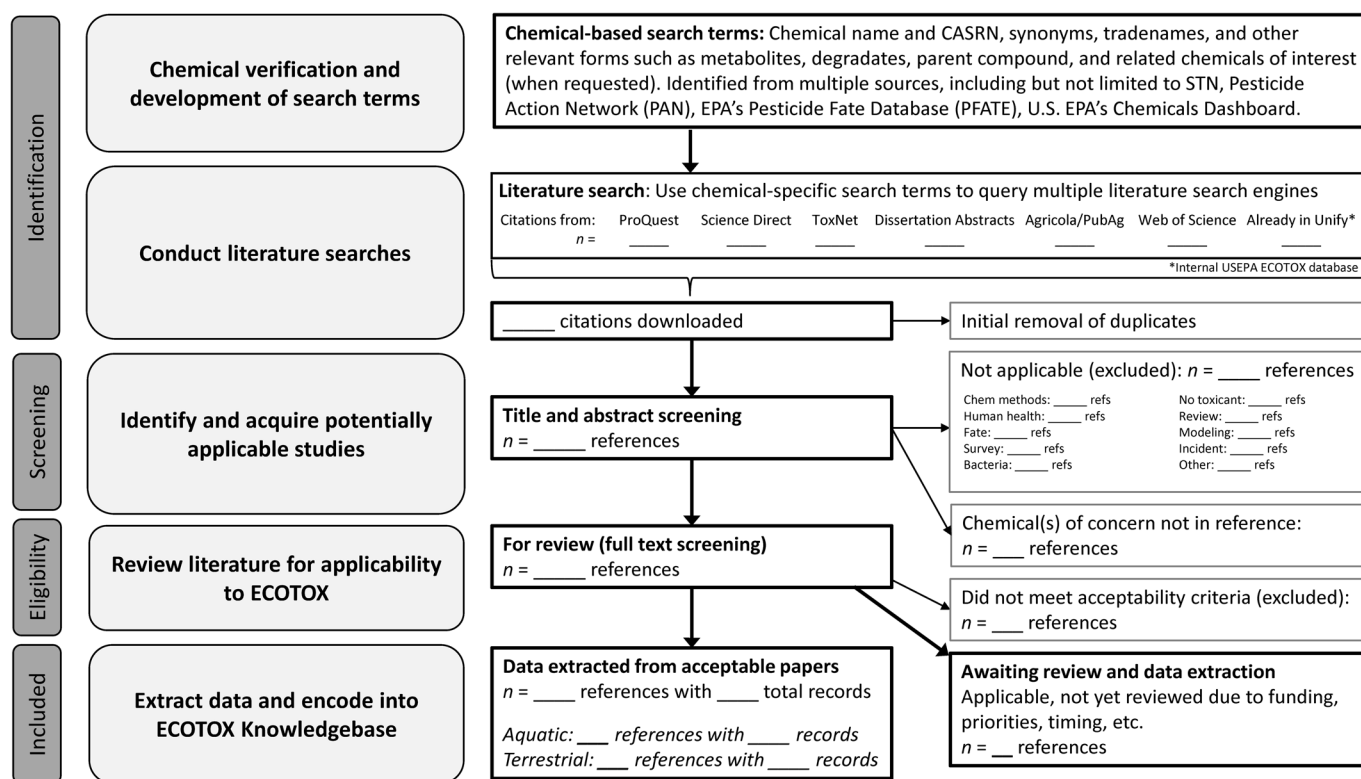 Identification
Chemical verification and
development of search terms
Chemical-based search terms: Chemical name and CASRN, synonyms, tradenames, and other
relevant forms such as metabolites, degradates, parent compound, and related chemicals of interest
(when requested). Identified from multiple sources, including but not limited to STN, Pesticide
Action Network (PAN), EPA’s Pesticide Fate Database (PFATE), U.S. EPA’s Chemicals Dashboard.
Conduct literature searches
Literature search: Use chemical-specific search terms to query multiple literature search engines
Citations from: ProQuest Science Direct ToxNet Dissertation Abstracts Agricola/PubAg Web of Science Already in Unify*
n = _____ _____ _____ _____ _____ _____ _____
*Internal USEPA ECOTOX database
_____ citations downloaded
Initial removal of duplicates
Screening
Identify and acquire potentially
applicable studies
Title and abstract screening
n = ______ references
Not applicable (excluded): n = ____ references
Chem methods: _____ refs
Human health: _____ refs
Fate: _____ refs
Survey: _____ refs
Bacteria: _____ refs
No toxicant: _____ refs
Review: _____ refs
Modeling: _____ refs
Incident: _____ refs
Other: _____ refs
Chemical(s) of concern not in reference:
n = ___ references
Eligibility
Review literature for applicability
to ECOTOX
For review (full text screening)
n = ______ references
Did not meet acceptability criteria (excluded):
n = ___ references
Included
Extract data and encode into
ECOTOX Knowledgebase
Data extracted from acceptable papers
n = ____ references with ____ total records
Aquatic: ___ references with ____ records
Terrestrial: ___ references with ____ records
Awaiting review and data extraction
Applicable, not yet reviewed due to funding,
priorities, timing, etc.
n = __ references